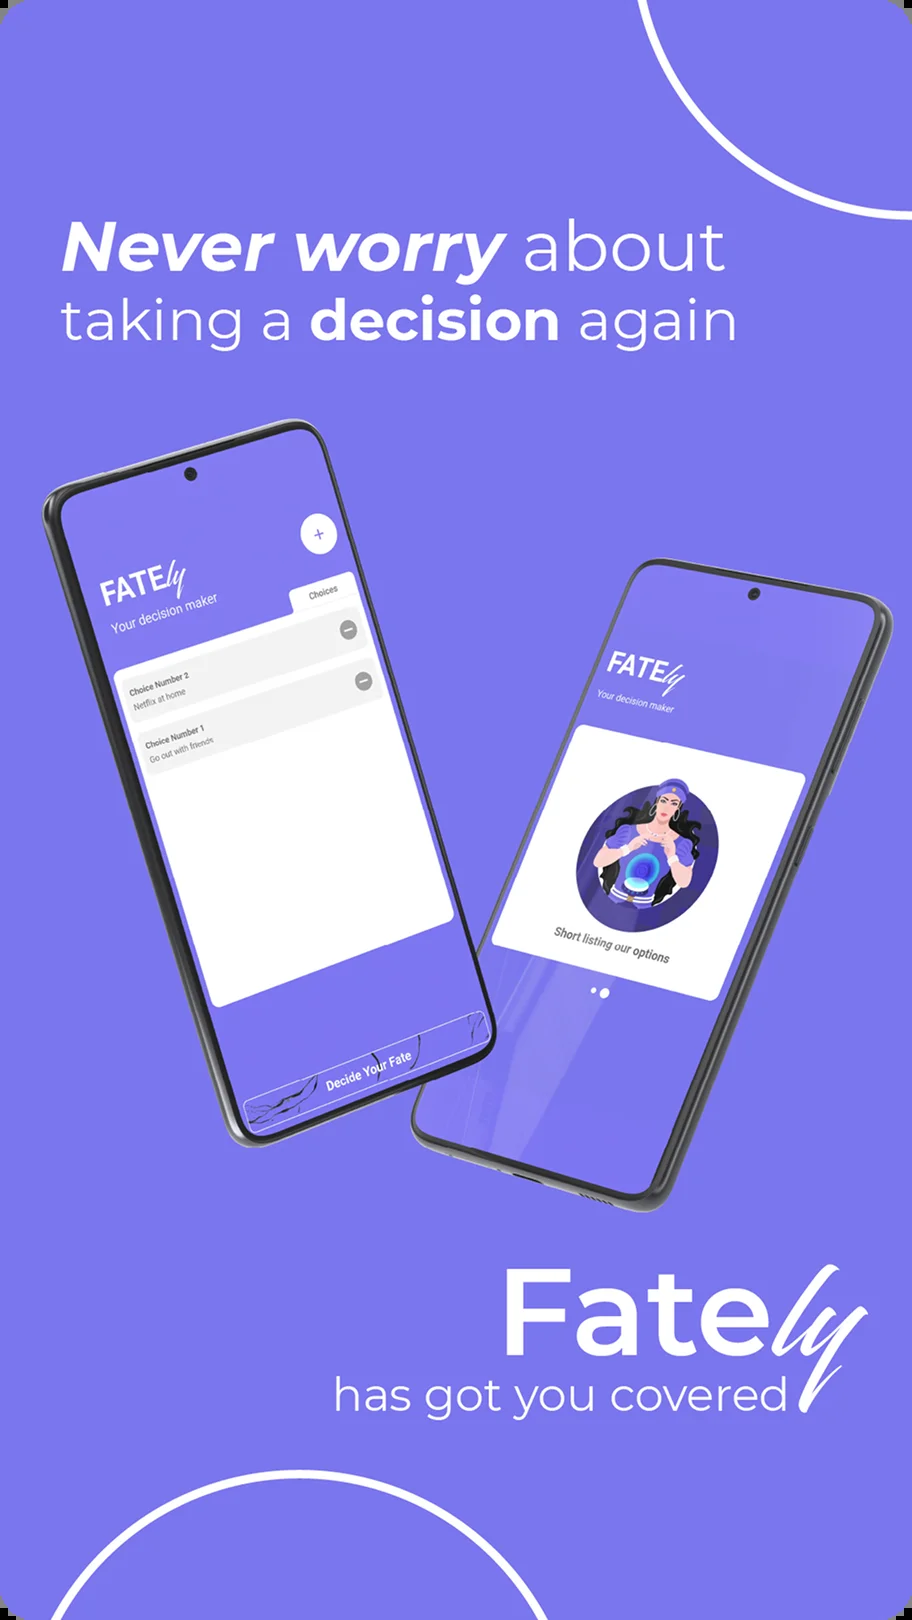 Never worry about
taking a decision again
+
FATEly
Your decision maker
Choices
Choice Number 2
Netflix at home
Choice Number 1
Go out with friends
Decide Your Fate
FATEly
Your decision maker
Short listing our options
Fately
has got you covered